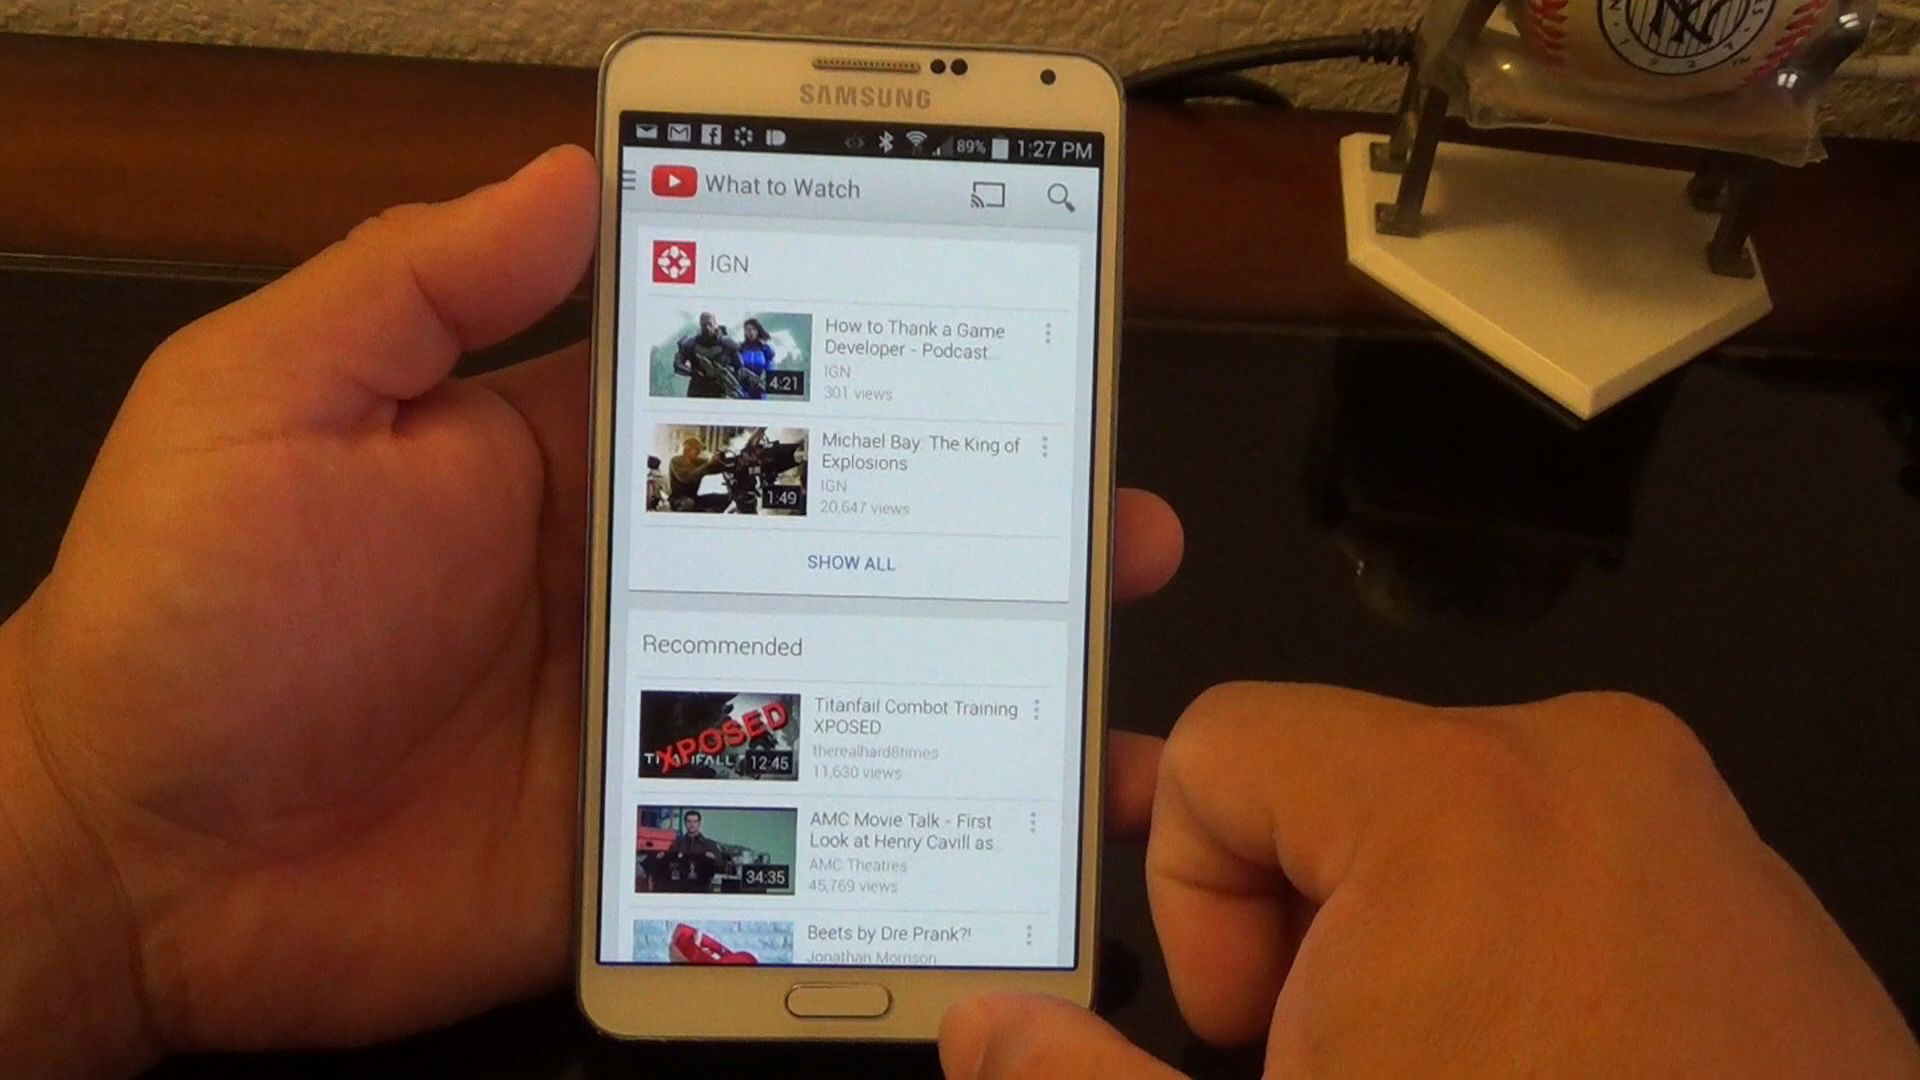 SAMSUNG
89% 1:27 PM
What to Watch
IGN
How to Thank a Game
Developer - Podcast...
IGN
301 views
4:21
Michael Bay The King of
Explosions
IGN
20,647 views
1:49
SHOW ALL
Recommended
Titanfail Combot Training
XPOSED
therealhard8times
11,630 views
XPOSED
12:45
AMC Movie Talk - First
Look at Henry Cavill as...
AMC Theatres
45,769 views
34:35
Beets by Dre Prank?!
Jonathan Morrison